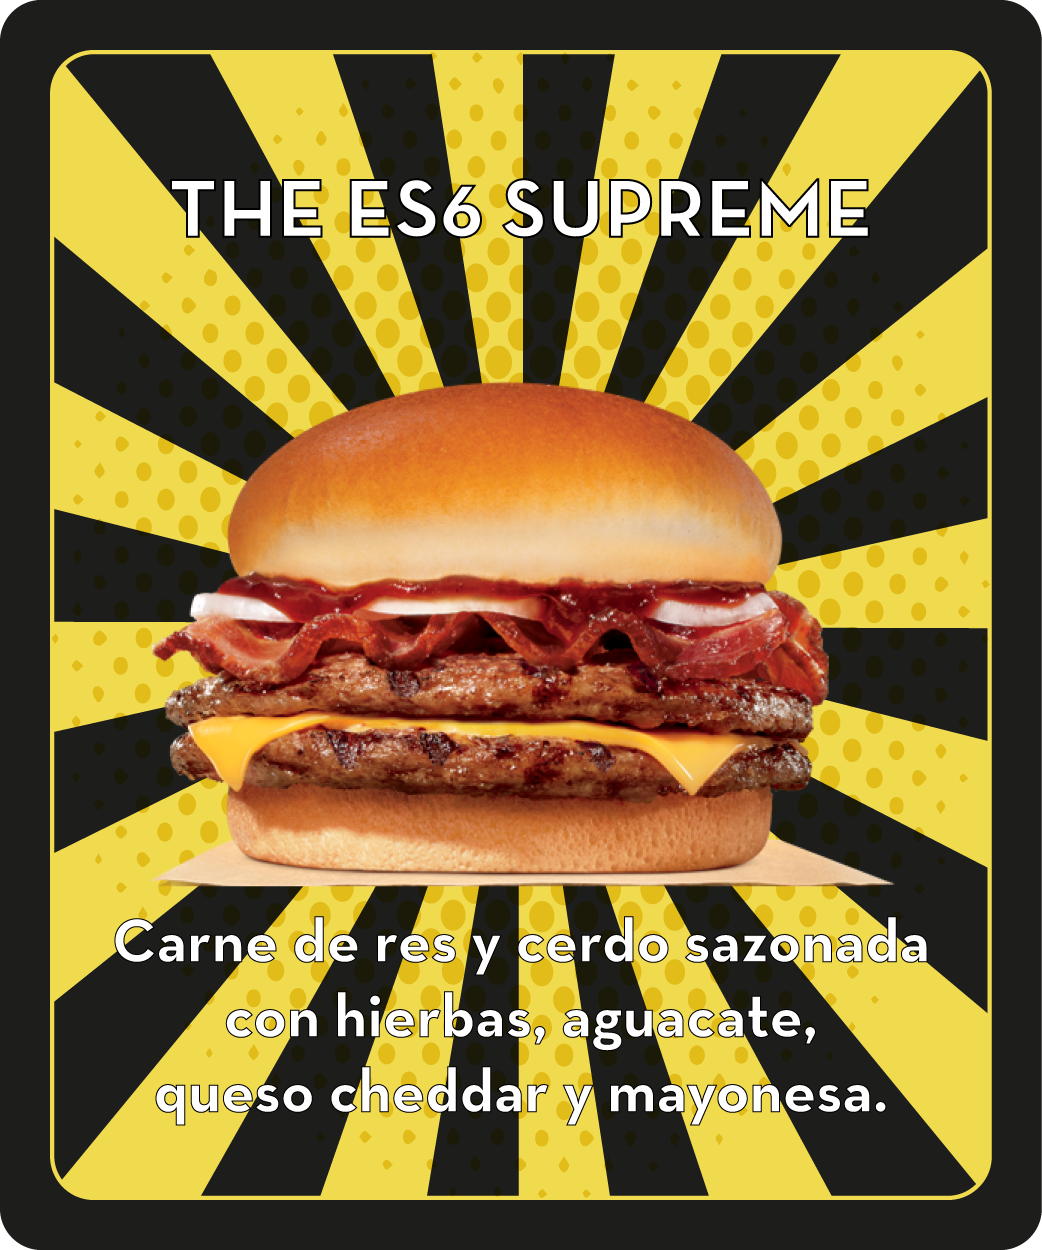 THE ES6 SUPREME
Carne de res y cerdo sazonada
con hierbas, aguacate,
queso cheddar y mayonesa.